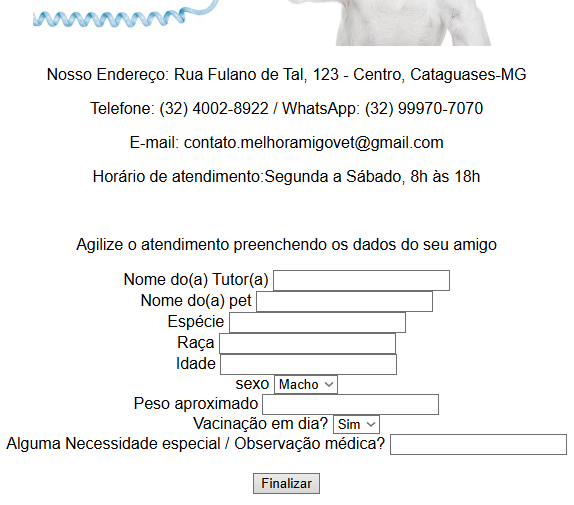 Nosso Endereço: Rua Fulano de Tal, 123 - Centro, Cataguases-MG
Telefone: (32) 4002-8922 / WhatsApp: (32) 99970-7070
E-mail: contato.melhoramigovet@gmail.com
Horário de atendimento:Segunda a Sábado, 8h às 18h
Agilize o atendimento preenchendo os dados do seu amigo
Nome do(a) Tutor(a)
Nome do(a) pet
Espécie
Raça
Idade
sexo Macho
Peso aproximado
Vacinação em dia? Sim
Alguma Necessidade especial / Observação médica?
Finalizar